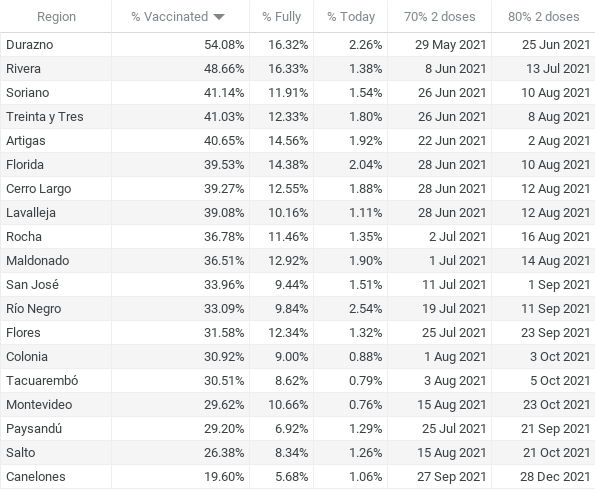 Region % Vaccinated % Fully % Today 70% 2 doses 80% 2 doses
Durazno 54.08% 16.32% 2.26% 29 May 2021 25 Jun 2021
Rivera 48.66% 16.33% 1.38% 8 Jun 2021 13 Jul 2021
Soriano 41.14% 11.91% 1.54% 26 Jun 2021 10 Aug 2021
Treinta y Tres 41.03% 12.33% 1.80% 26 Jun 2021 8 Aug 2021
Artigas 40.65% 14.56% 1.92% 22 Jun 2021 2 Aug 2021
Florida 39.53% 14.38% 2.04% 28 Jun 2021 10 Aug 2021
Cerro Largo 39.27% 12.55% 1.88% 28 Jun 2021 12 Aug 2021
Lavalleja 39.08% 10.16% 1.11% 28 Jun 2021 12 Aug 2021
Rocha 36.78% 11.46% 1.35% 2 Jul 2021 16 Aug 2021
Maldonado 36.51% 12.92% 1.90% 1 Jul 2021 14 Aug 2021
San José 33.96% 9.44% 1.51% 11 Jul 2021 1 Sep 2021
Río Negro 33.09% 9.84% 2.54% 19 Jul 2021 11 Sep 2021
Flores 31.58% 12.34% 1.32% 25 Jul 2021 23 Sep 2021
Colonia 30.92% 9.00% 0.88% 1 Aug 2021 3 Oct 2021
Tacuarembó 30.51% 8.62% 0.79% 3 Aug 2021 5 Oct 2021
Montevideo 29.62% 10.66% 0.76% 15 Aug 2021 23 Oct 2021
Paysandú 29.20% 6.92% 1.29% 25 Jul 2021 21 Sep 2021
Salto 26.38% 8.34% 1.26% 15 Aug 2021 21 Oct 2021
Canelones 19.60% 5.68% 1.06% 27 Sep 2021 28 Dec 2021